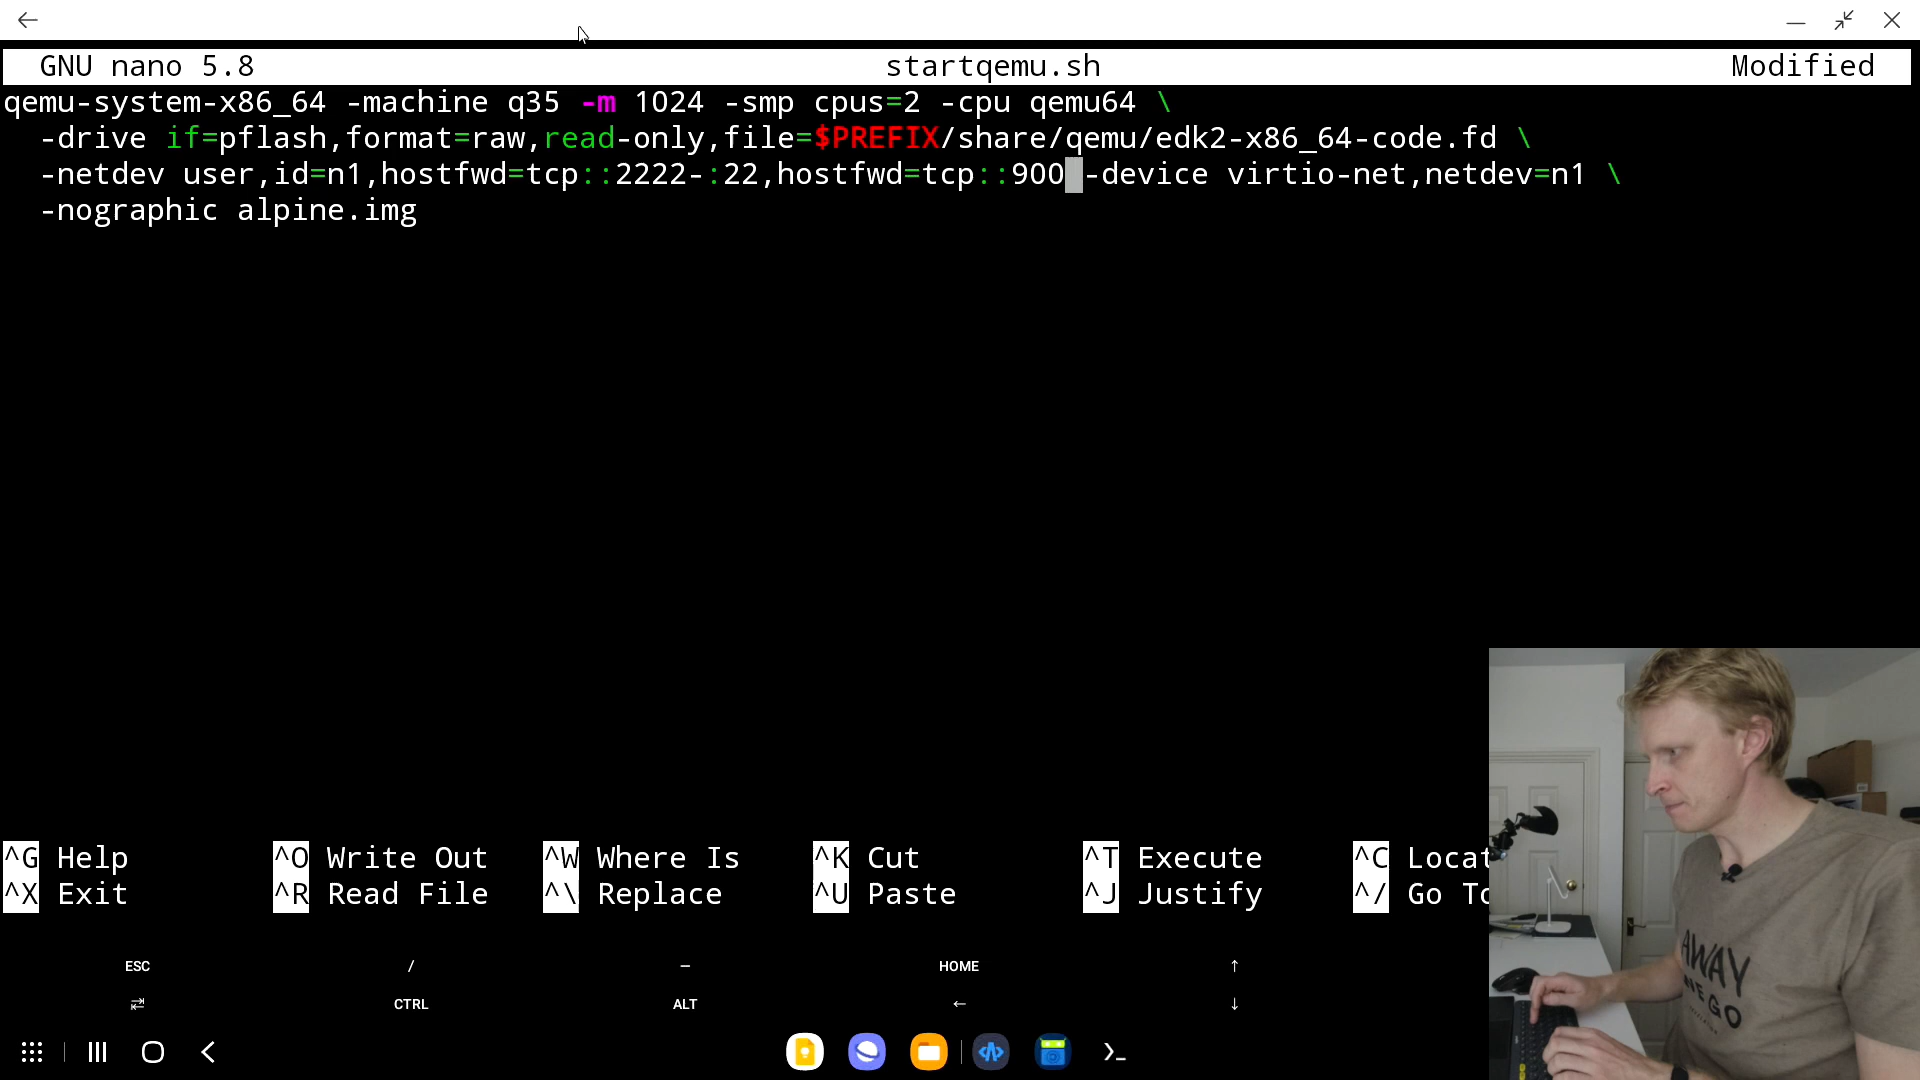 GNU nano 5.8 startqemu.sh Modified
qemu-system-x86_64 -machine q35 -m 1024 -smp cpus=2 -cpu qemu64 \
-drive if=pflash,format=raw,read-only,file=$PREFIX/share/qemu/edk2-x86_64-code.fd \
-netdev user,id=n1,hostfwd=tcp::2222-:22,hostfwd=tcp::900 -device virtio-net,netdev=n1 \
-nographic alpine.img
^G Help ^O Write Out ^W Where Is ^K Cut ^T Execute ^C Locat
^X Exit ^R Read File ^\ Replace ^U Paste ^J Justify ^/ Go To
ESC / — HOME ↑
⇄ CTRL ALT ← ↓
AWAY
WE GO